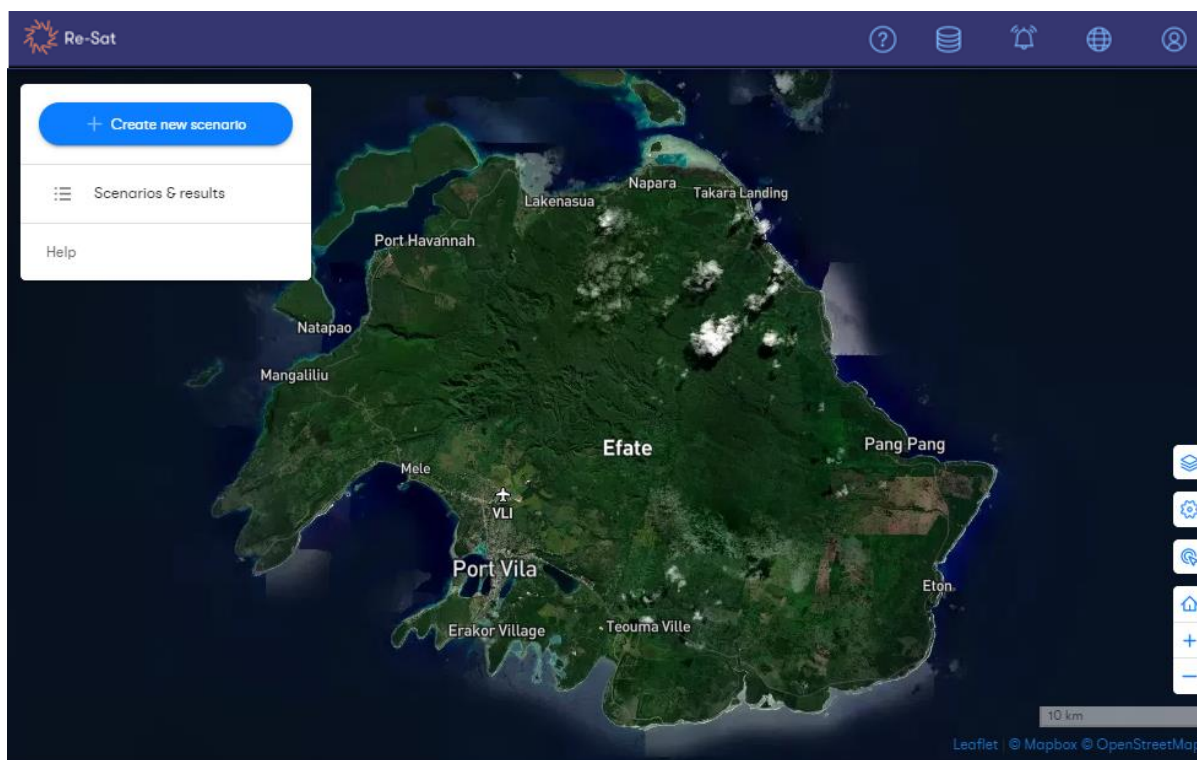 Re-Sat
+ Create new scenario
Scenarios & results
Help
Napara
Takara Landing
Lakenasua
Port Havannah
Natapao
Mangaliliu
Efate
Pang Pang
Mele
VLI
Port Vila
Eton
Erakor Village
Teouma Ville
10 km
Leaflet | © Mapbox © OpenStreetMap